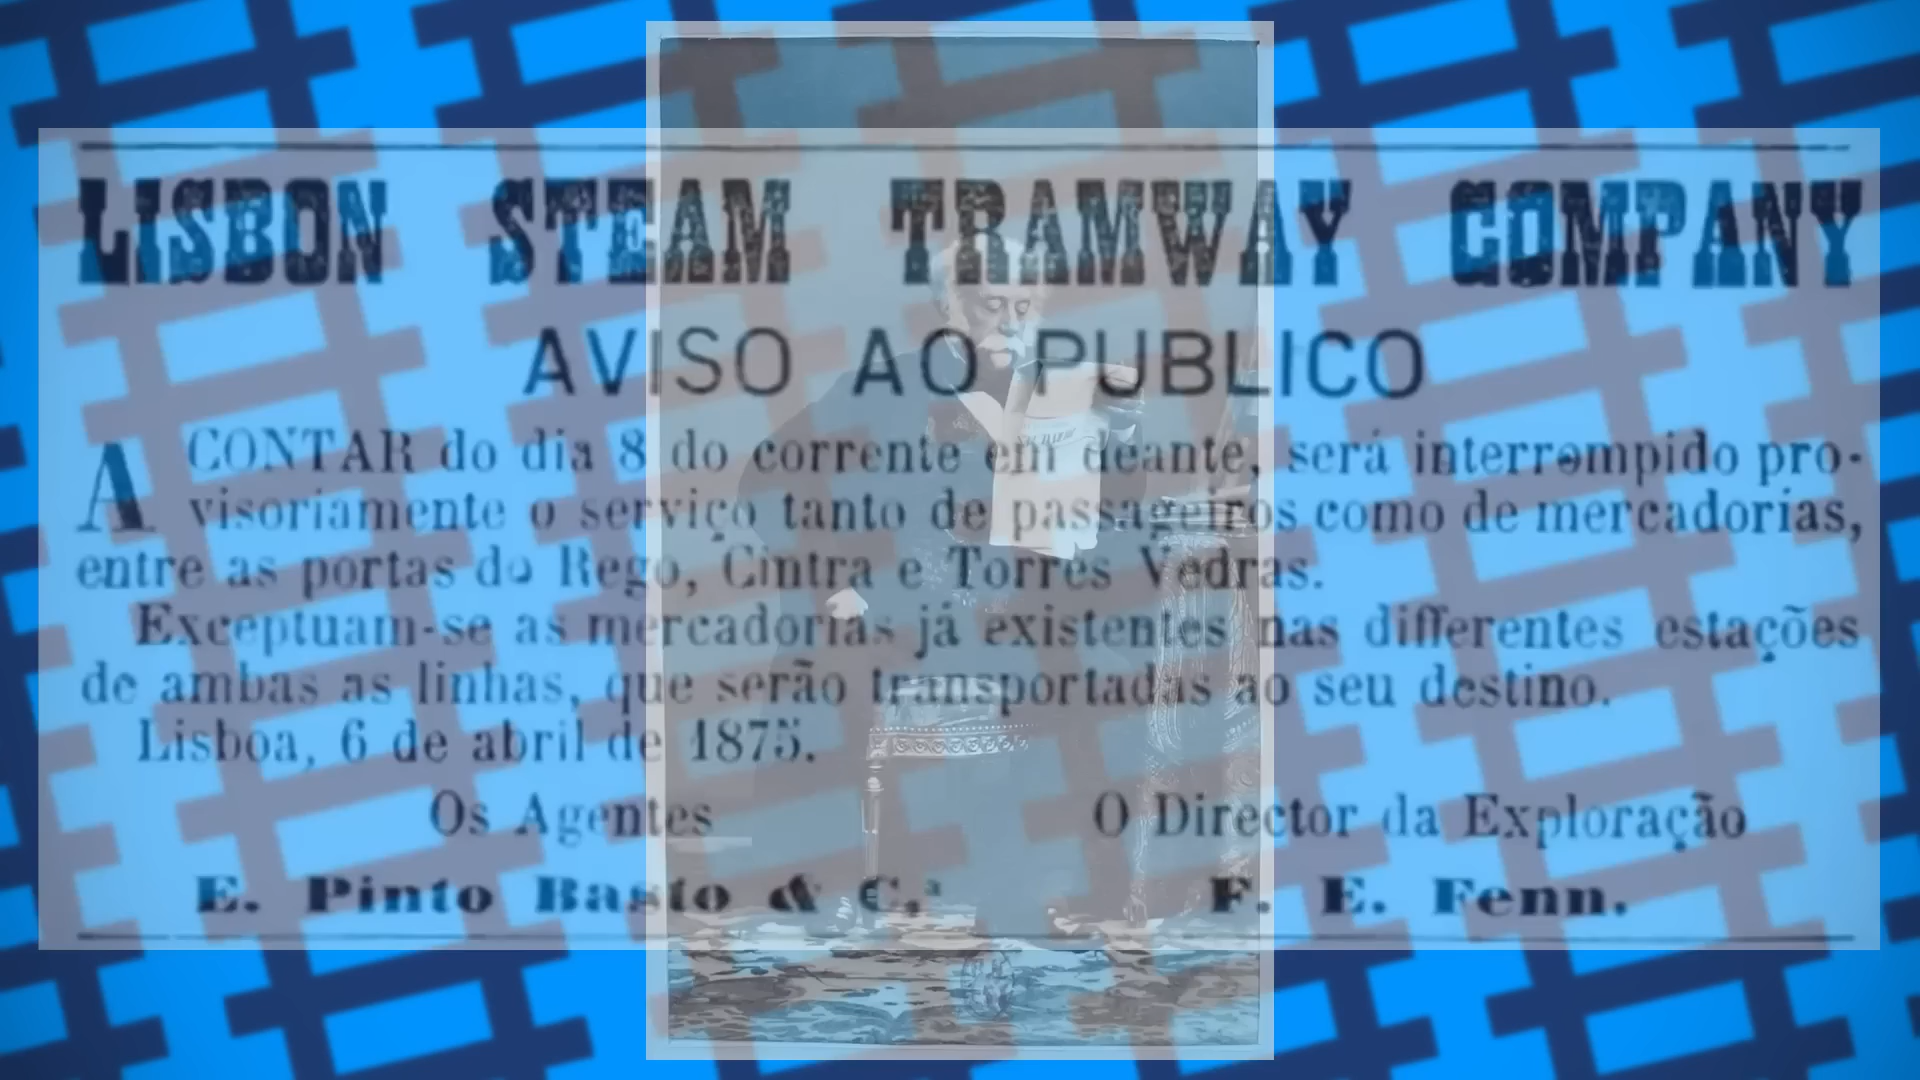 LISBON STEAM TRAMWAY COMPANY
AVISO AO PUBLICO
A CONTAR do dia 8 do corrente em deante, será interrompido pro-
visoriamente o serviço tanto de passageiros como de mercadorias,
entre as portas do Rego, Cintra e Torres Vedras.
Exceptuam-se as mercadorias já existentes nas differentes estações
de ambas as linhas, que serão transportadas ao seu destino.
Lisboa, 6 de abril de 1875.
Os Agentes O Director da Exploração
E. Pinto Basto & C.ª F. E. Fenn.